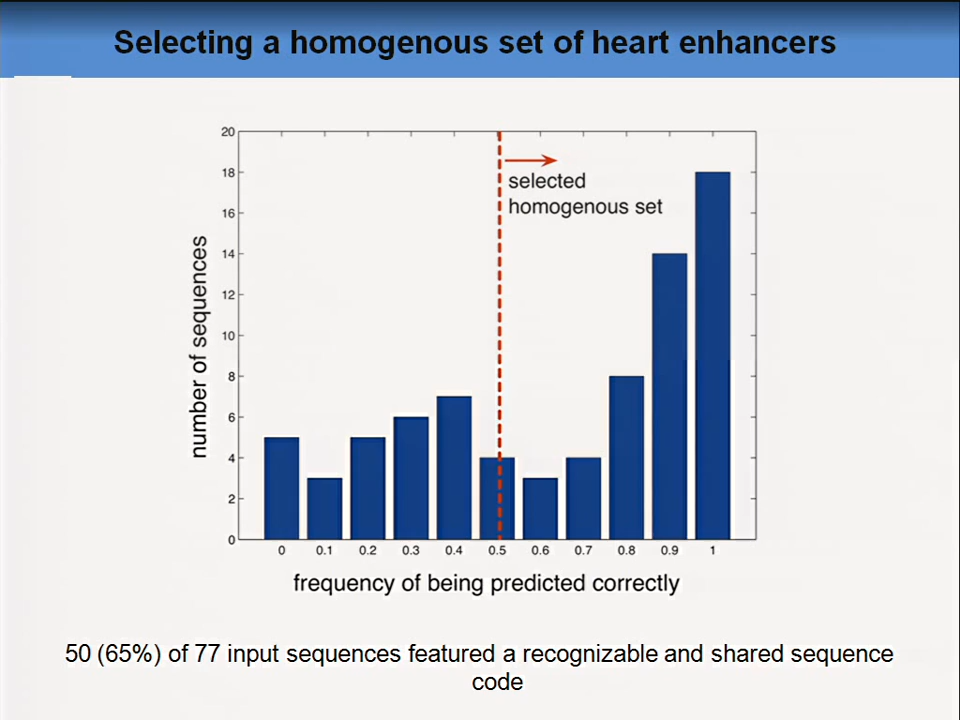 Selecting a homogenous set of heart enhancers
20
18
16
14
12
10
8
6
4
2
0
number of sequences
selected
homogenous set
0 0.1 0.2 0.3 0.4 0.5 0.6 0.7 0.8 0.9 1
frequency of being predicted correctly
50 (65%) of 77 input sequences featured a recognizable and shared sequence
code